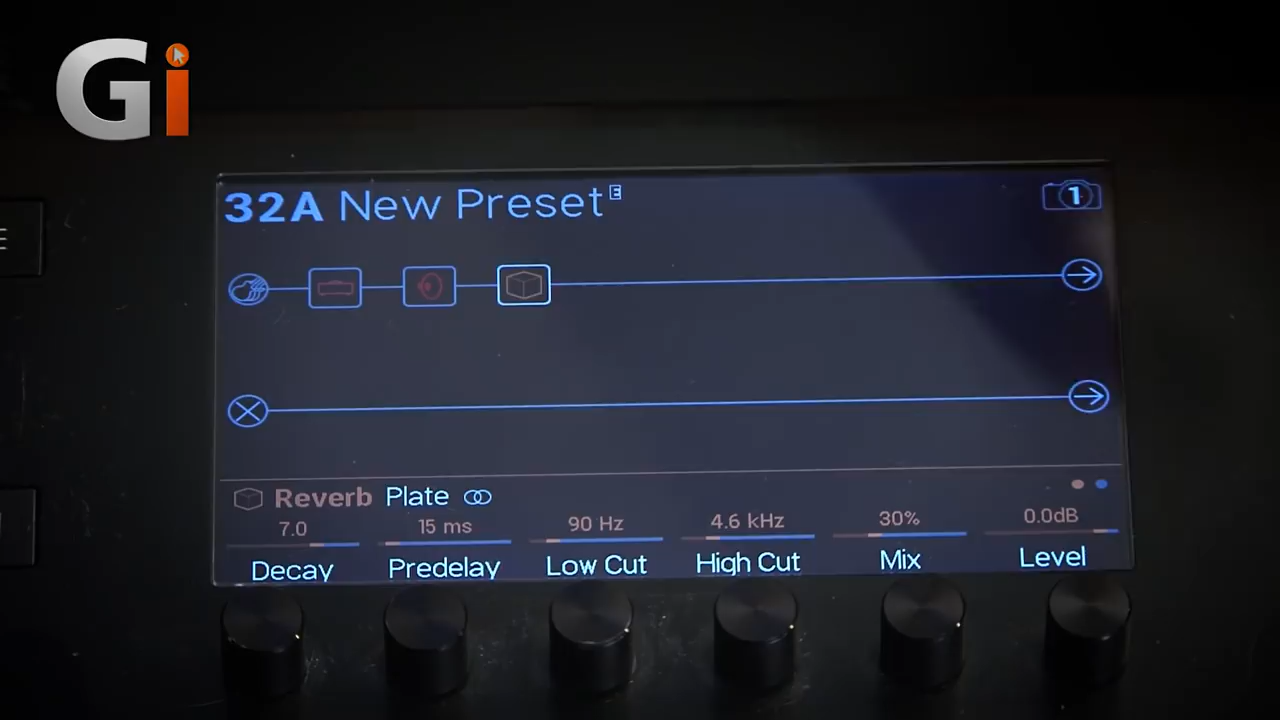 Gi
32A New Preset E
1
Reverb Plate
7.0 15 ms 90 Hz 4.6 kHz 30% 0.0dB
Decay Predelay Low Cut High Cut Mix Level